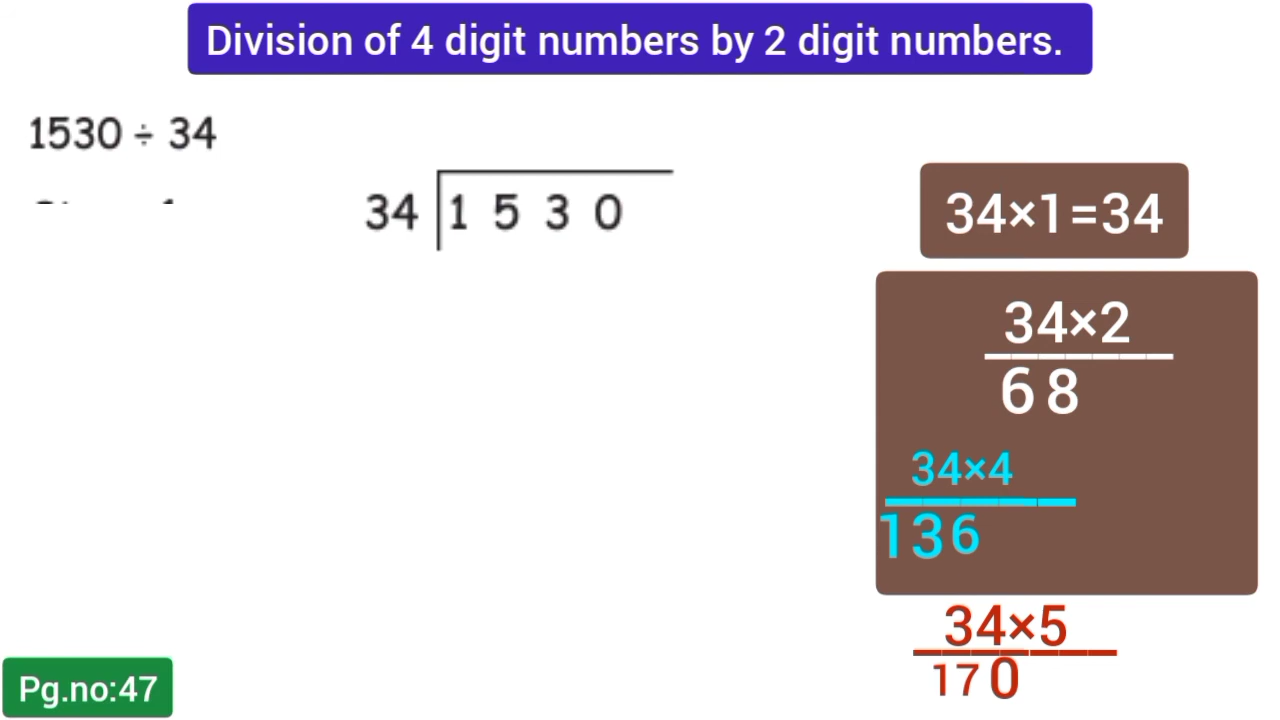 Division of 4 digit numbers by 2 digit numbers.
1530 ÷ 34
34 1 5 3 0
34×1=34
34×2
68
34×4
136
34×5
170
Pg.no:47